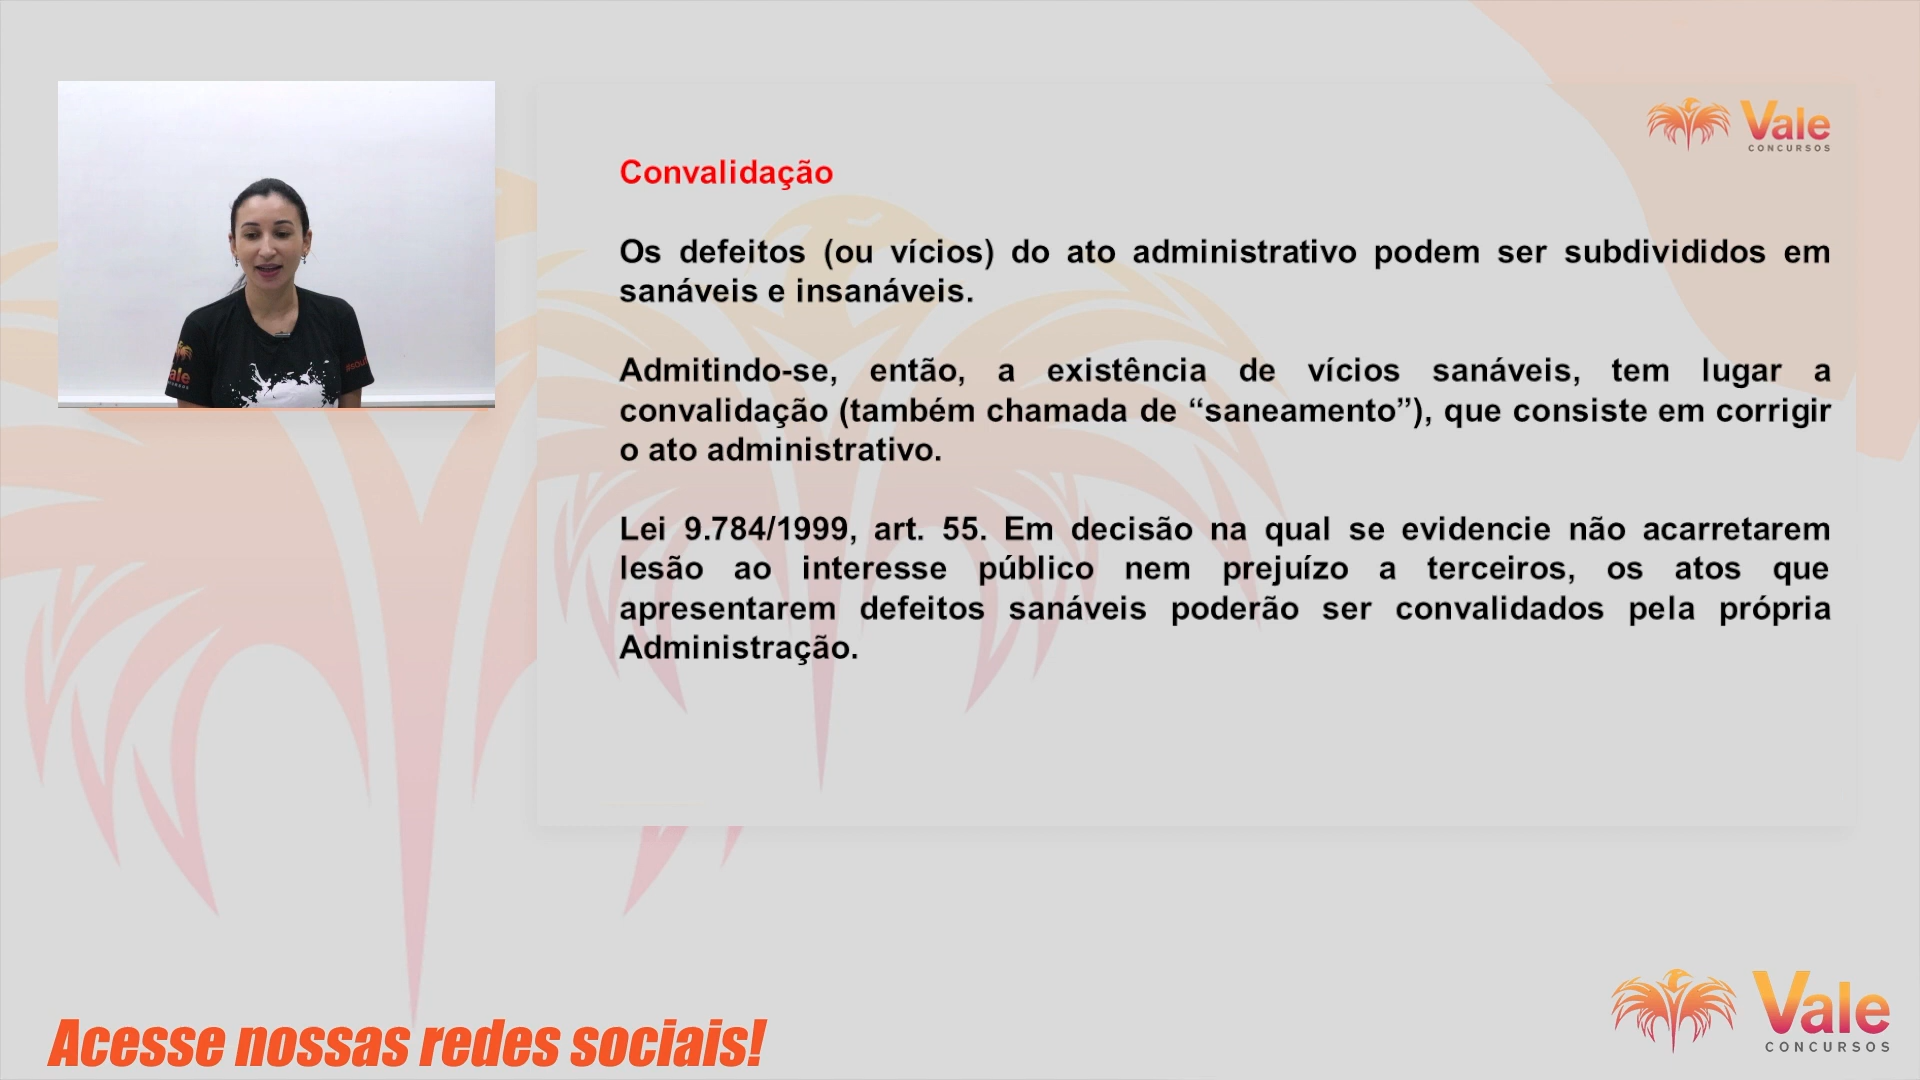 Vale
CONCURSOS
Convalidação
Os defeitos (ou vícios) do ato administrativo podem ser subdivididos em
sanáveis e insanáveis.
Admitindo-se, então, a existência de vícios sanáveis, tem lugar a
convalidação (também chamada de “saneamento”), que consiste em corrigir
o ato administrativo.
Lei 9.784/1999, art. 55. Em decisão na qual se evidencie não acarretarem
lesão ao interesse público nem prejuízo a terceiros, os atos que
apresentarem defeitos sanáveis poderão ser convalidados pela própria
Administração.
Acesse nossas redes sociais!
Vale
CONCURSOS